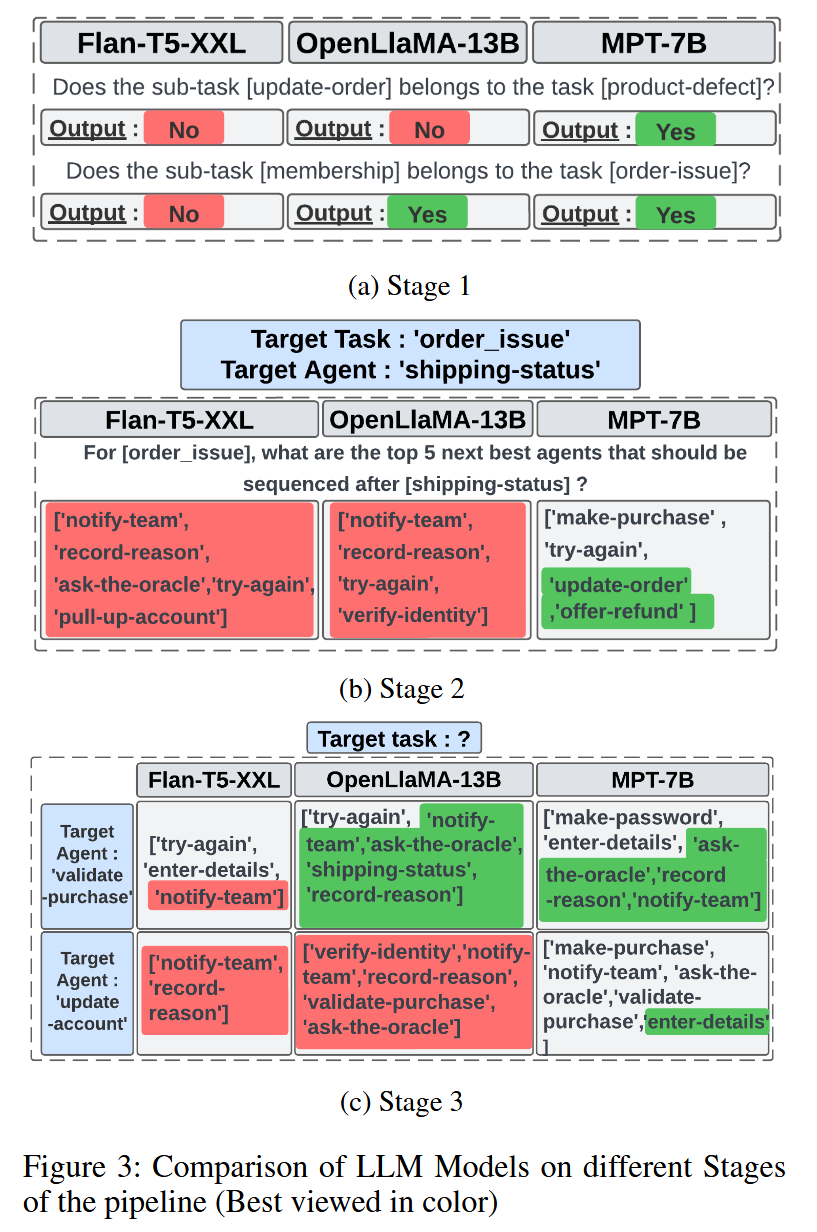 Flan-T5-XXL OpenLlaMA-13B MPT-7B
Does the sub-task [update-order] belongs to the task [product-defect]?
Output : No Output : No Output : Yes
Does the sub-task [membership] belongs to the task [order-issue]?
Output : No Output : Yes Output : Yes
(a) Stage 1
Target Task : 'order_issue'
Target Agent : 'shipping-status'
Flan-T5-XXL OpenLlaMA-13B MPT-7B
For [order_issue], what are the top 5 next best agents that should be
sequenced after [shipping-status] ?
['notify-team',
'record-reason',
'ask-the-oracle','try-again',
'pull-up-account']
['notify-team',
'record-reason',
'try-again',
'verify-identity']
['make-purchase' ,
'try-again',
'update-order'
,'offer-refund' ]
(b) Stage 2
Target task : ?
Flan-T5-XXL OpenLlaMA-13B MPT-7B
Target
Agent :
'validate
-purchase'
['try-again',
'enter-details',
'notify-team']
['try-again', 'notify-
team','ask-the-oracle',
'shipping-status',
'record-reason']
['make-password',
'enter-details', 'ask-
the-oracle','record
-reason','notify-team']
Target
Agent :
'update
-account'
['notify-team',
'record-
reason']
['verify-identity','notify-
team','record-reason',
'validate-purchase',
'ask-the-oracle']
['make-purchase',
'notify-team', 'ask-the-
oracle','validate-
purchase','enter-details'
]
(c) Stage 3
Figure 3: Comparison of LLM Models on different Stages
of the pipeline (Best viewed in color)